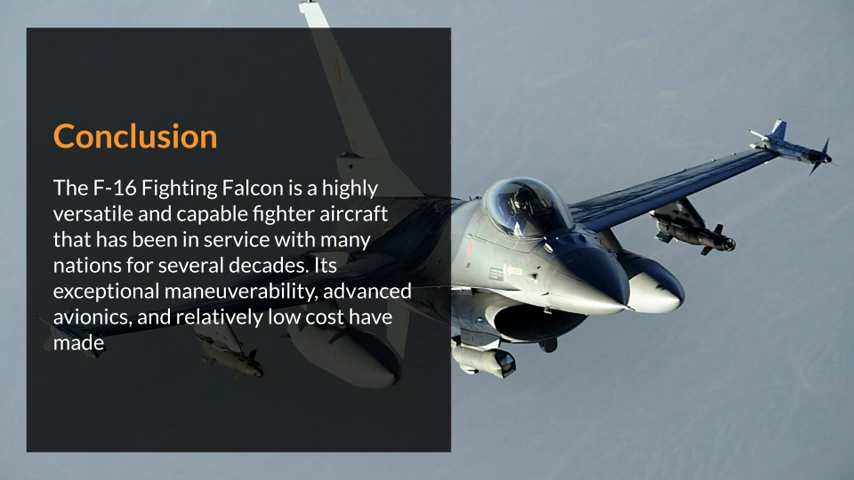 Conclusion
The F-16 Fighting Falcon is a highly
versatile and capable fighter aircraft
that has been in service with many
nations for several decades. Its
exceptional maneuverability, advanced
avionics, and relatively low cost have
made